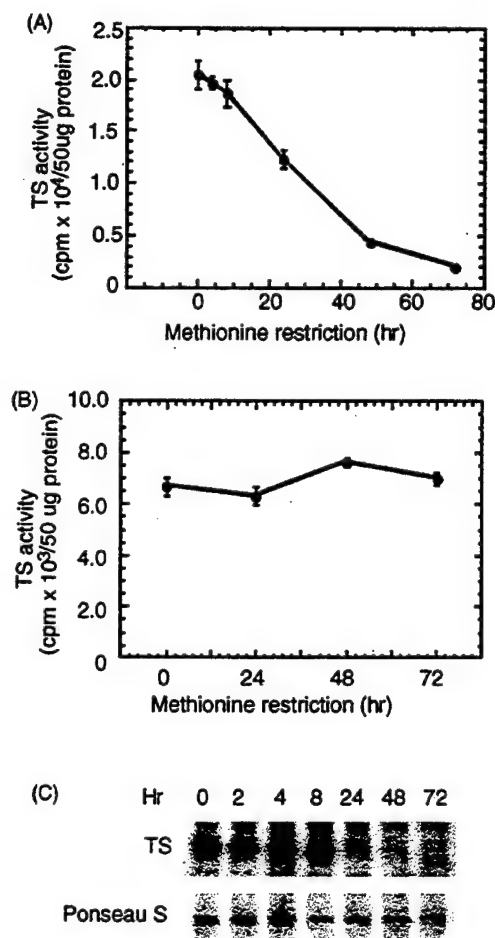 (A)
TS activity
(cpm x 10⁴/50ug protein)
2.5
2.0
1.5
1.0
0.5
0
0 20 40 60 80
Methionine restriction (hr)
(B)
TS activity
(cpm x 10³/50 ug protein)
10.0
8.0
6.0
4.0
2.0
0
0 24 48 72
Methionine restriction (hr)
(C) Hr 0 2 4 8 24 48 72
TS
Ponseau S